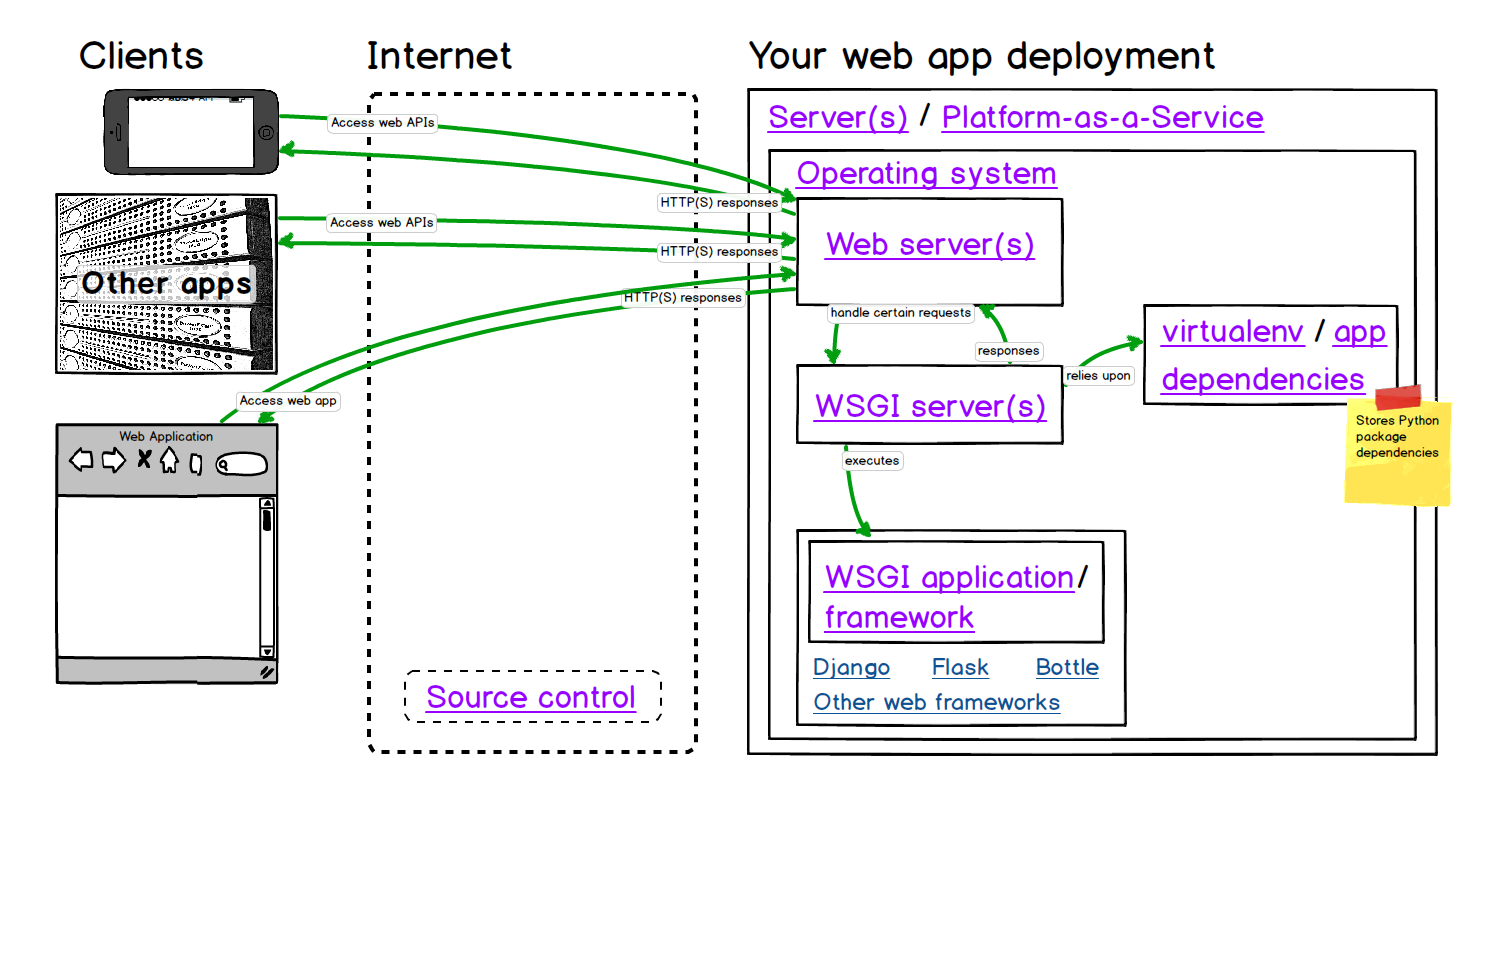 Clients
Internet
Your web app deployment
Access web APIs
Server(s) / Platform-as-a-Service
Operating system
HTTP(S) responses
Access web APIs
Web server(s)
HTTP(S) responses
Other apps
HTTP(S) responses
handle certain requests
virtualenv / app
dependencies
responses
relies upon
Access web app
WSGI server(s)
Stores Python
package
dependencies
Web Application
executes
WSGI application/
framework
Django
Flask
Bottle
Source control
Other web frameworks